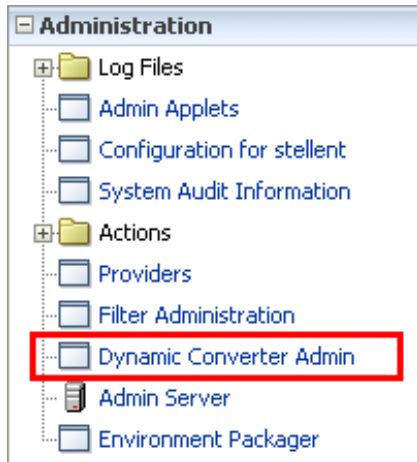 Administration
Log Files
Admin Applets
Configuration for stellent
System Audit Information
Actions
Providers
Filter Administration
Dynamic Converter Admin
Admin Server
Environment Packager